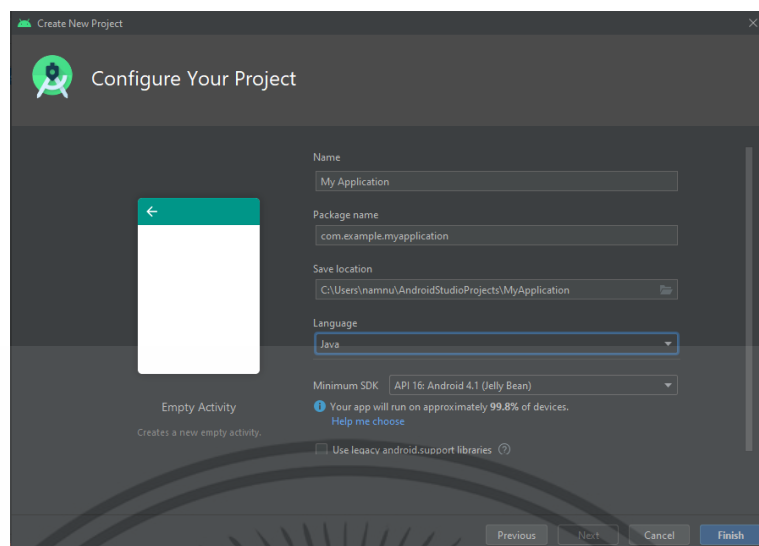 Create New Project
Configure Your Project
Name
My Application
Package name
com.example.myapplication
Save location
C:\Users\namnu\AndroidStudioProjects\MyApplication
Language
Java
Minimum SDK API 16: Android 4.1 (Jelly Bean)
Your app will run on approximately 99.8% of devices.
Help me choose
Use legacy android.support libraries
Empty Activity
Creates a new empty activity.
Previous Next Cancel Finish